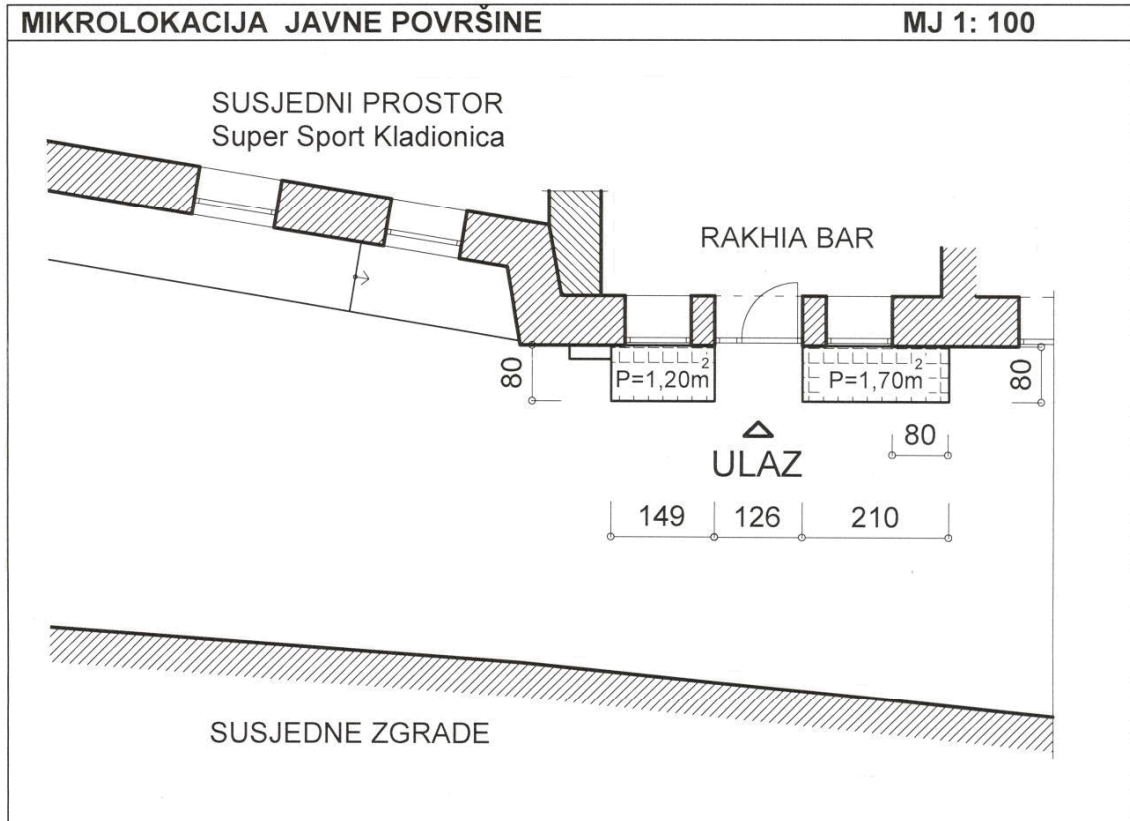 MIKROLOKACIJA JAVNE POVRŠINE MJ 1: 100
SUSJEDNI PROSTOR
Super Sport Kladionica
RAKHIA BAR
80
P=1,20m²
P=1,70m²
80
80
ULAZ
149 126 210
SUSJEDNE ZGRADE